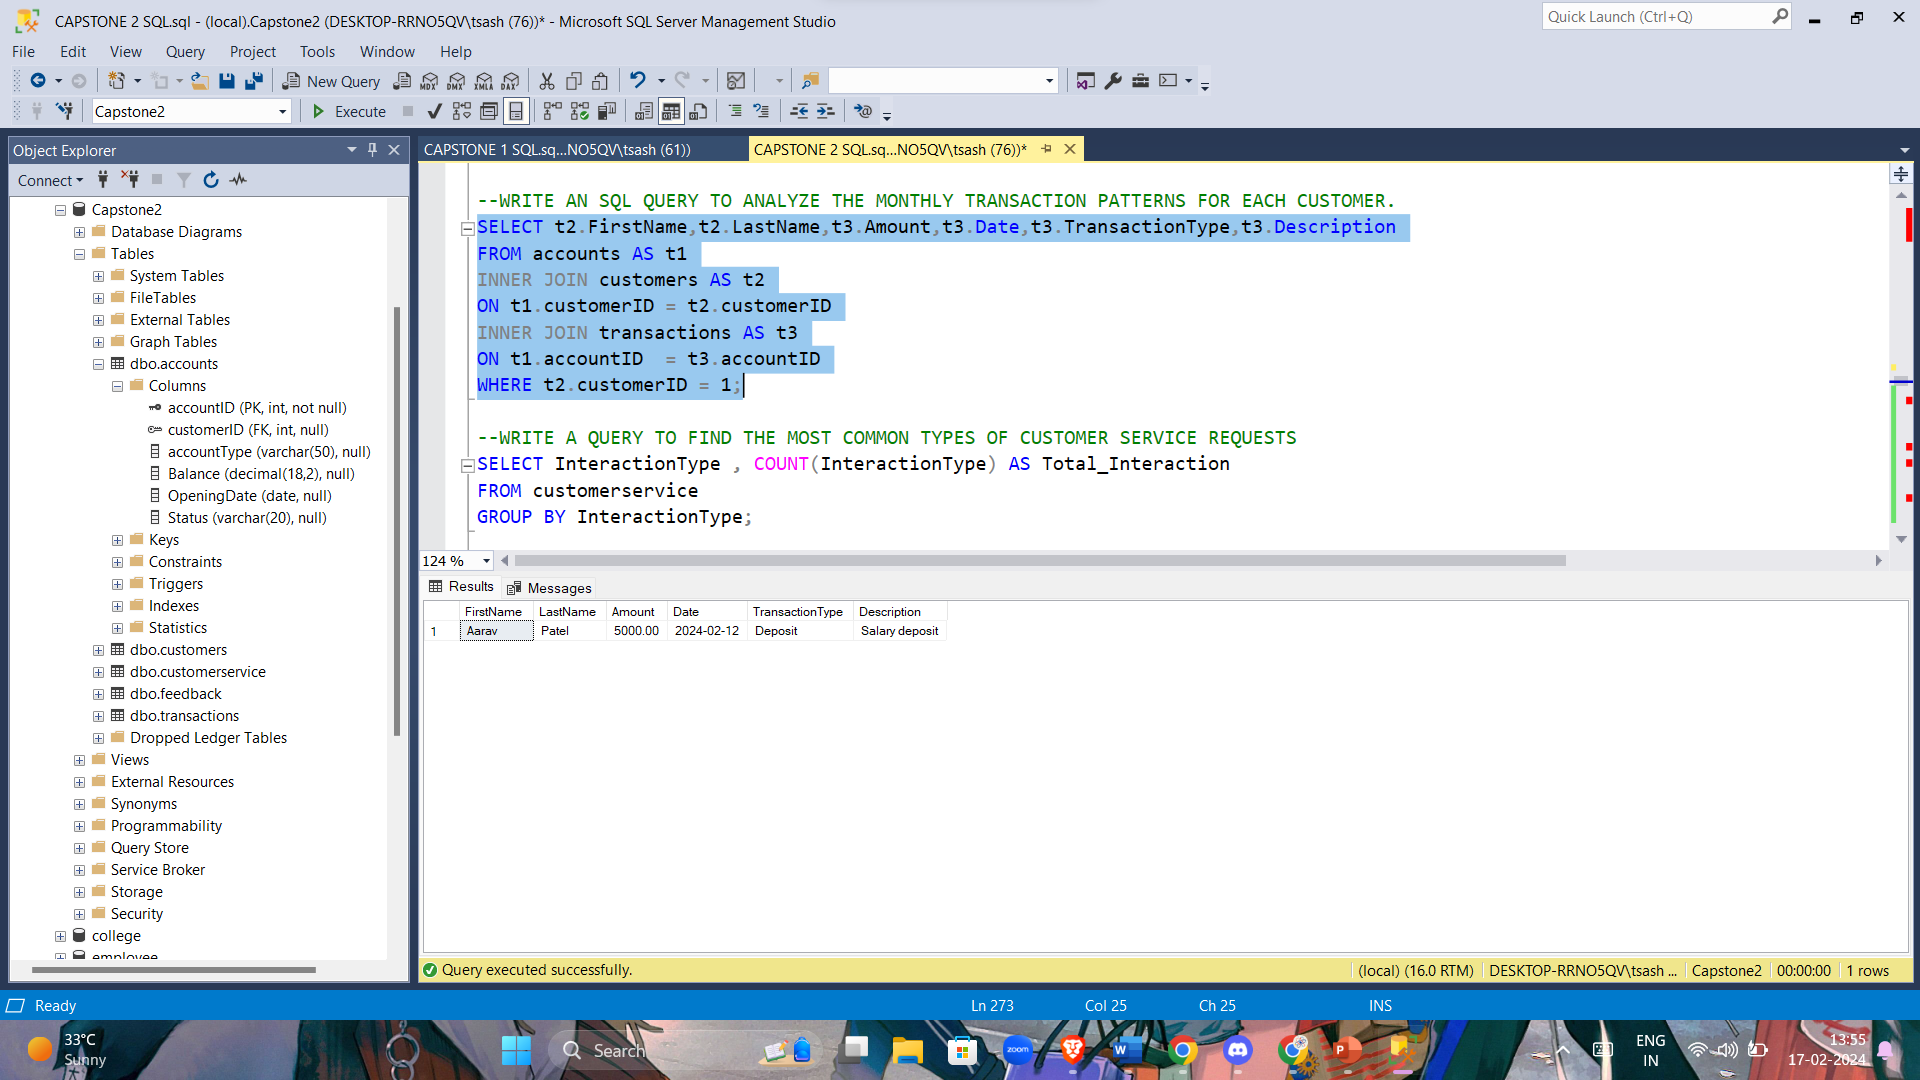 CAPSTONE 2 SQL.sql - (local).Capstone2 (DESKTOP-RRNO5QV\tsash (76))* - Microsoft SQL Server Management Studio
Quick Launch (Ctrl+Q)
File Edit View Query Project Tools Window Help
New Query
MDX DMX XMLA DAX
Capstone2
Execute
Object Explorer
Connect
Capstone2
Database Diagrams
Tables
System Tables
FileTables
External Tables
Graph Tables
dbo.accounts
Columns
accountID (PK, int, not null)
customerID (FK, int, null)
accountType (varchar(50), null)
Balance (decimal(18,2), null)
OpeningDate (date, null)
Status (varchar(20), null)
Keys
Constraints
Triggers
Indexes
Statistics
dbo.customers
dbo.customerservice
dbo.feedback
dbo.transactions
Dropped Ledger Tables
Views
External Resources
Synonyms
Programmability
Query Store
Service Broker
Storage
Security
college
employee
CAPSTONE 1 SQL.sq...NO5QV\tsash (61))
CAPSTONE 2 SQL.sq...NO5QV\tsash (76))*
--WRITE AN SQL QUERY TO ANALYZE THE MONTHLY TRANSACTION PATTERNS FOR EACH CUSTOMER.
SELECT t2.FirstName,t2.LastName,t3.Amount,t3.Date,t3.TransactionType,t3.Description
FROM accounts AS t1
INNER JOIN customers AS t2
ON t1.customerID = t2.customerID
INNER JOIN transactions AS t3
ON t1.accountID  = t3.accountID
WHERE t2.customerID = 1;
--WRITE A QUERY TO FIND THE MOST COMMON TYPES OF CUSTOMER SERVICE REQUESTS
SELECT InteractionType , COUNT(InteractionType) AS Total_Interaction
FROM customerservice
GROUP BY InteractionType;
124 %
Results Messages
FirstName LastName Amount Date TransactionType Description
1 Aarav Patel 5000.00 2024-02-12 Deposit Salary deposit
Query executed successfully.
(local) (16.0 RTM) DESKTOP-RRNO5QV\tsash ... Capstone2 00:00:00 1 rows
Ready
Ln 273 Col 25 Ch 25 INS
33°C
Sunny
Search
zoom
ENG
IN
13:55
17-02-2024